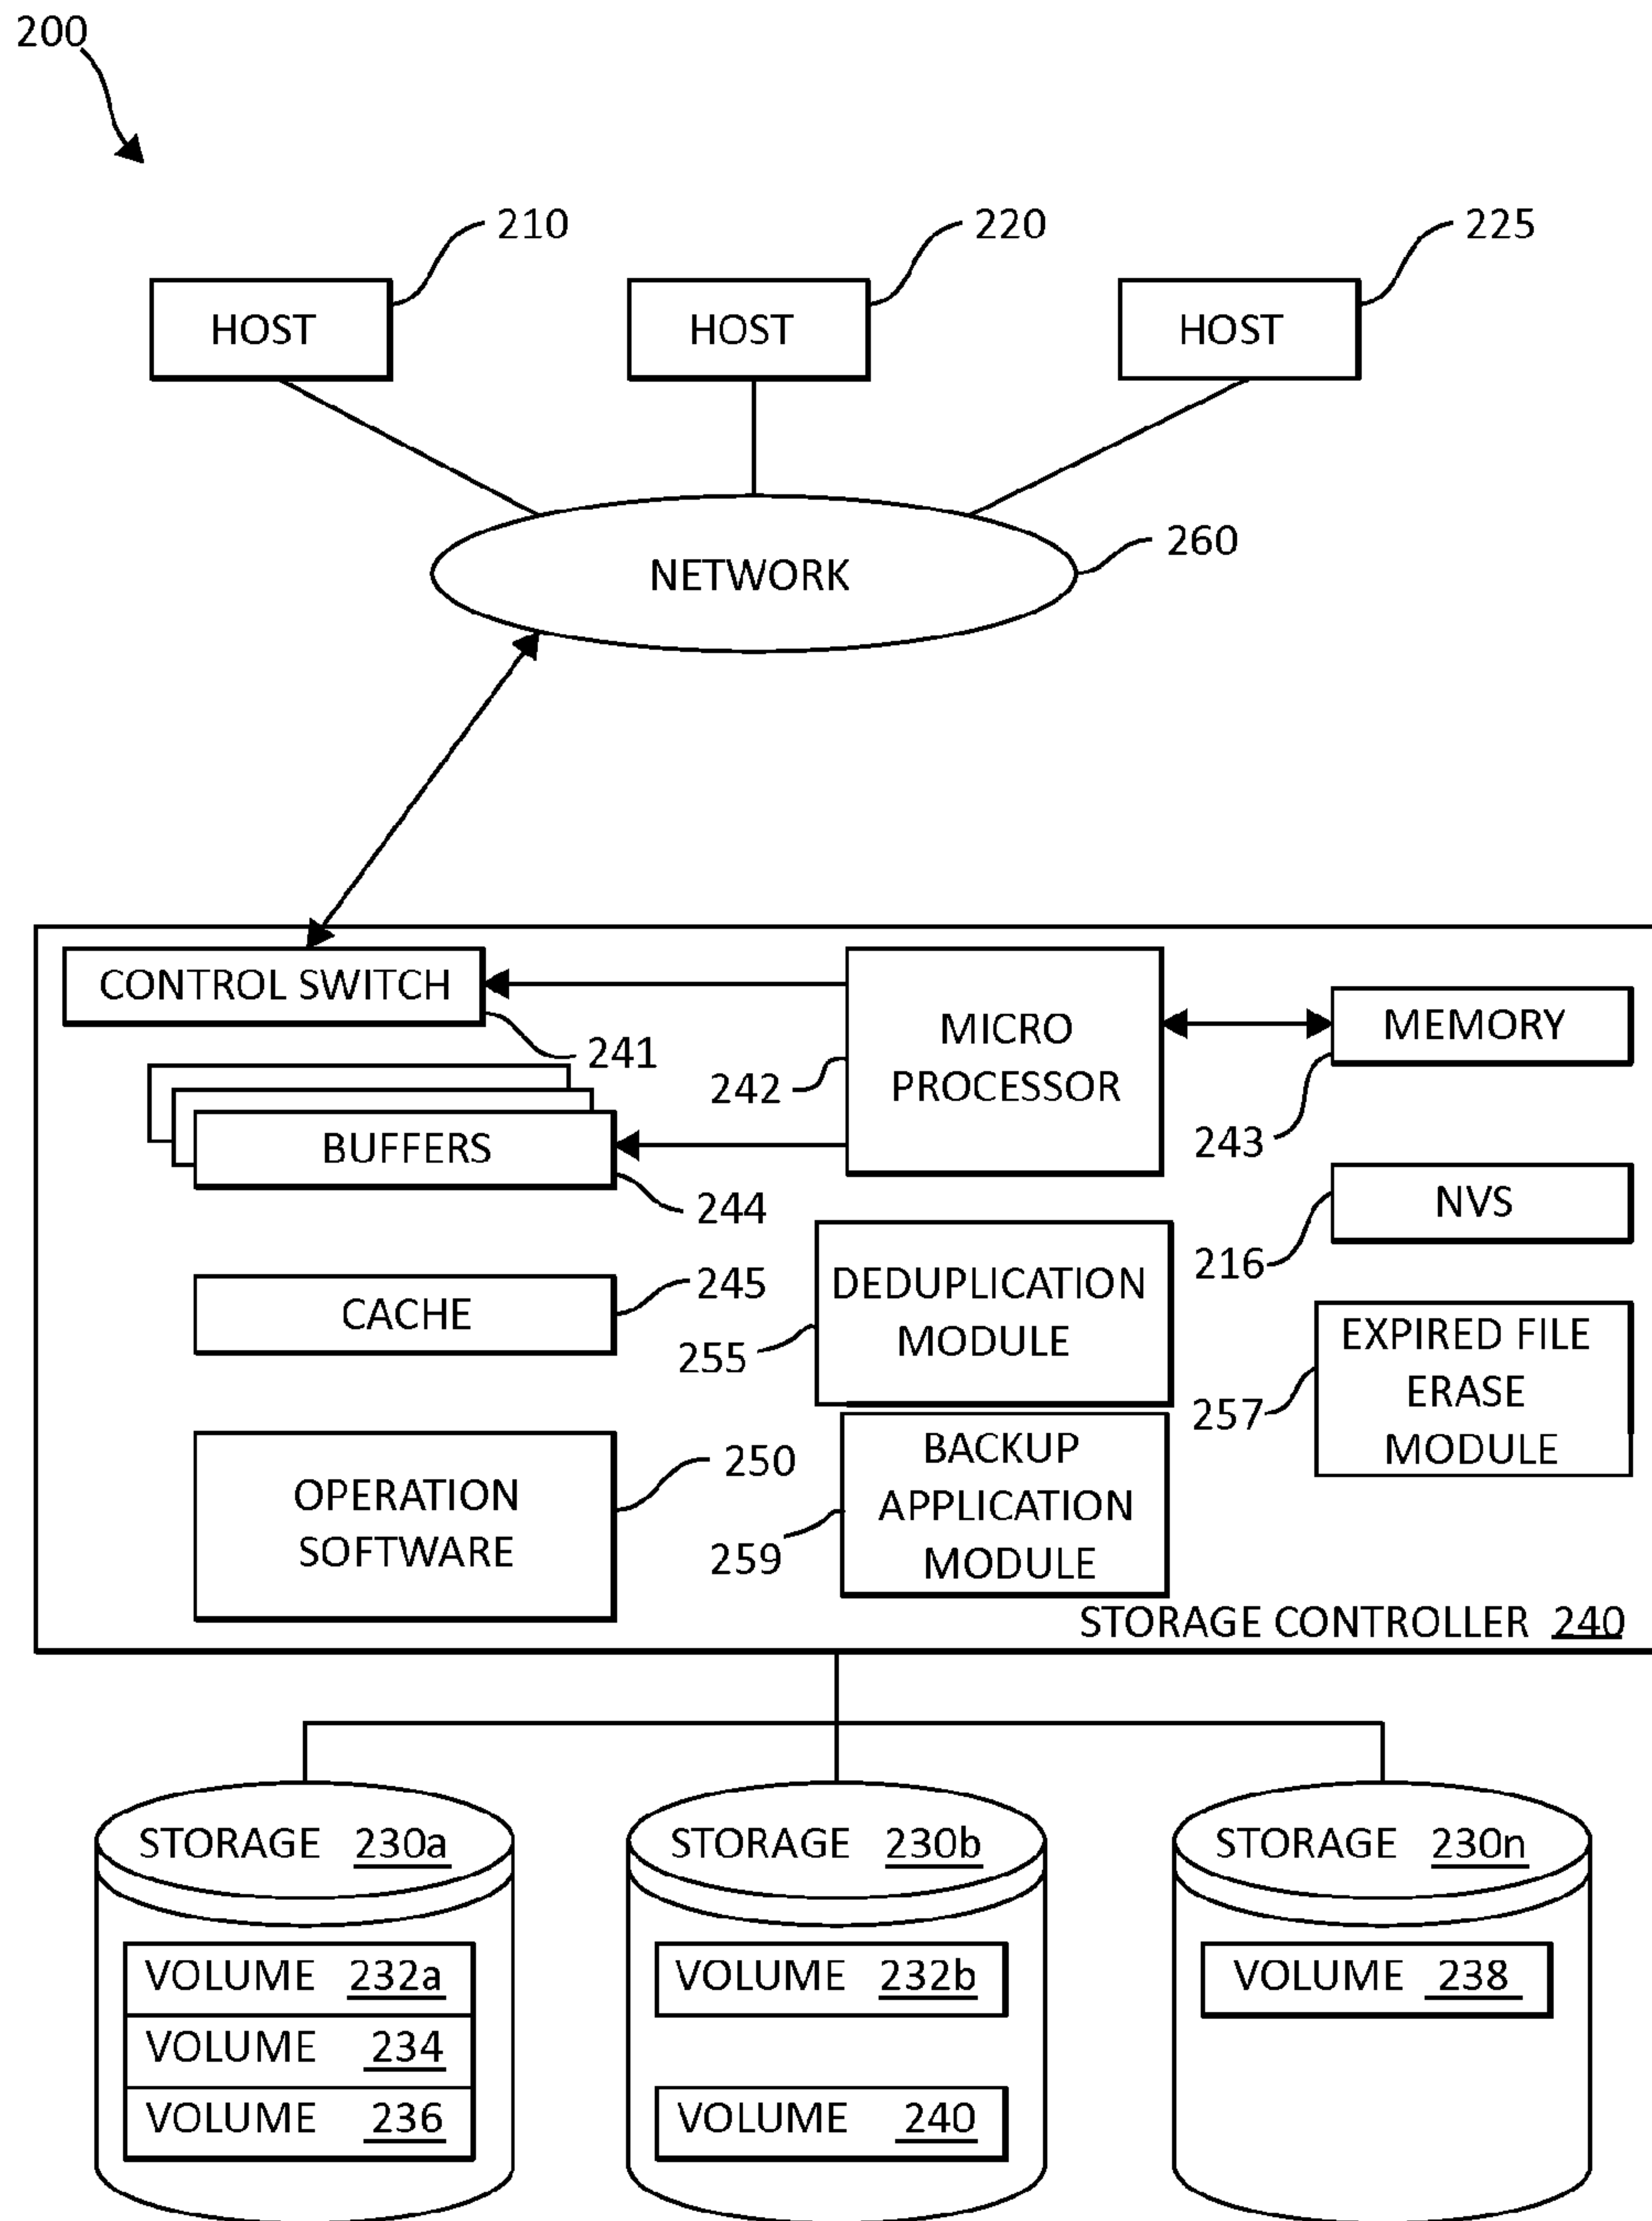 200
210
220
225
HOST
HOST
HOST
260
NETWORK
CONTROL SWITCH
241
MICRO
PROCESSOR
242
MEMORY
243
BUFFERS
244
NVS
216
CACHE
245
DEDUPLICATION
MODULE
255
EXPIRED FILE
ERASE
MODULE
257
OPERATION
SOFTWARE
250
BACKUP
APPLICATION
MODULE
259
STORAGE CONTROLLER 240
STORAGE 230a
STORAGE 230b
STORAGE 230n
VOLUME 232a
VOLUME 234
VOLUME 236
VOLUME 232b
VOLUME 240
VOLUME 238